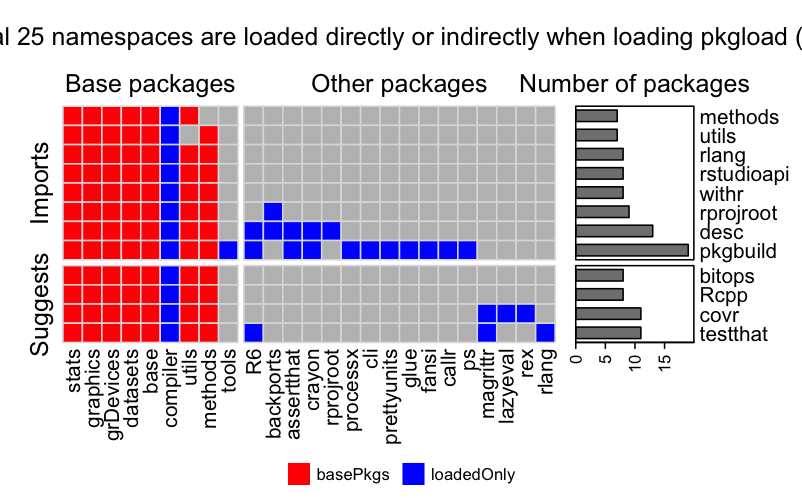 al 25 namespaces are loaded directly or indirectly when loading pkgload (
Base packages
Other packages
Number of packages
Imports
Suggests
methods
utils
rlang
rstudioapi
withr
rprojroot
desc
pkgbuild
bitops
Rcpp
covr
testthat
0
5
10
15
stats
graphics
grDevices
datasets
base
compiler
utils
methods
tools
R6
backports
assertthat
crayon
rprojroot
processx
cli
prettyunits
glue
fansi
callr
ps
magrittr
lazyeval
rex
rlang
basePkgs
loadedOnly